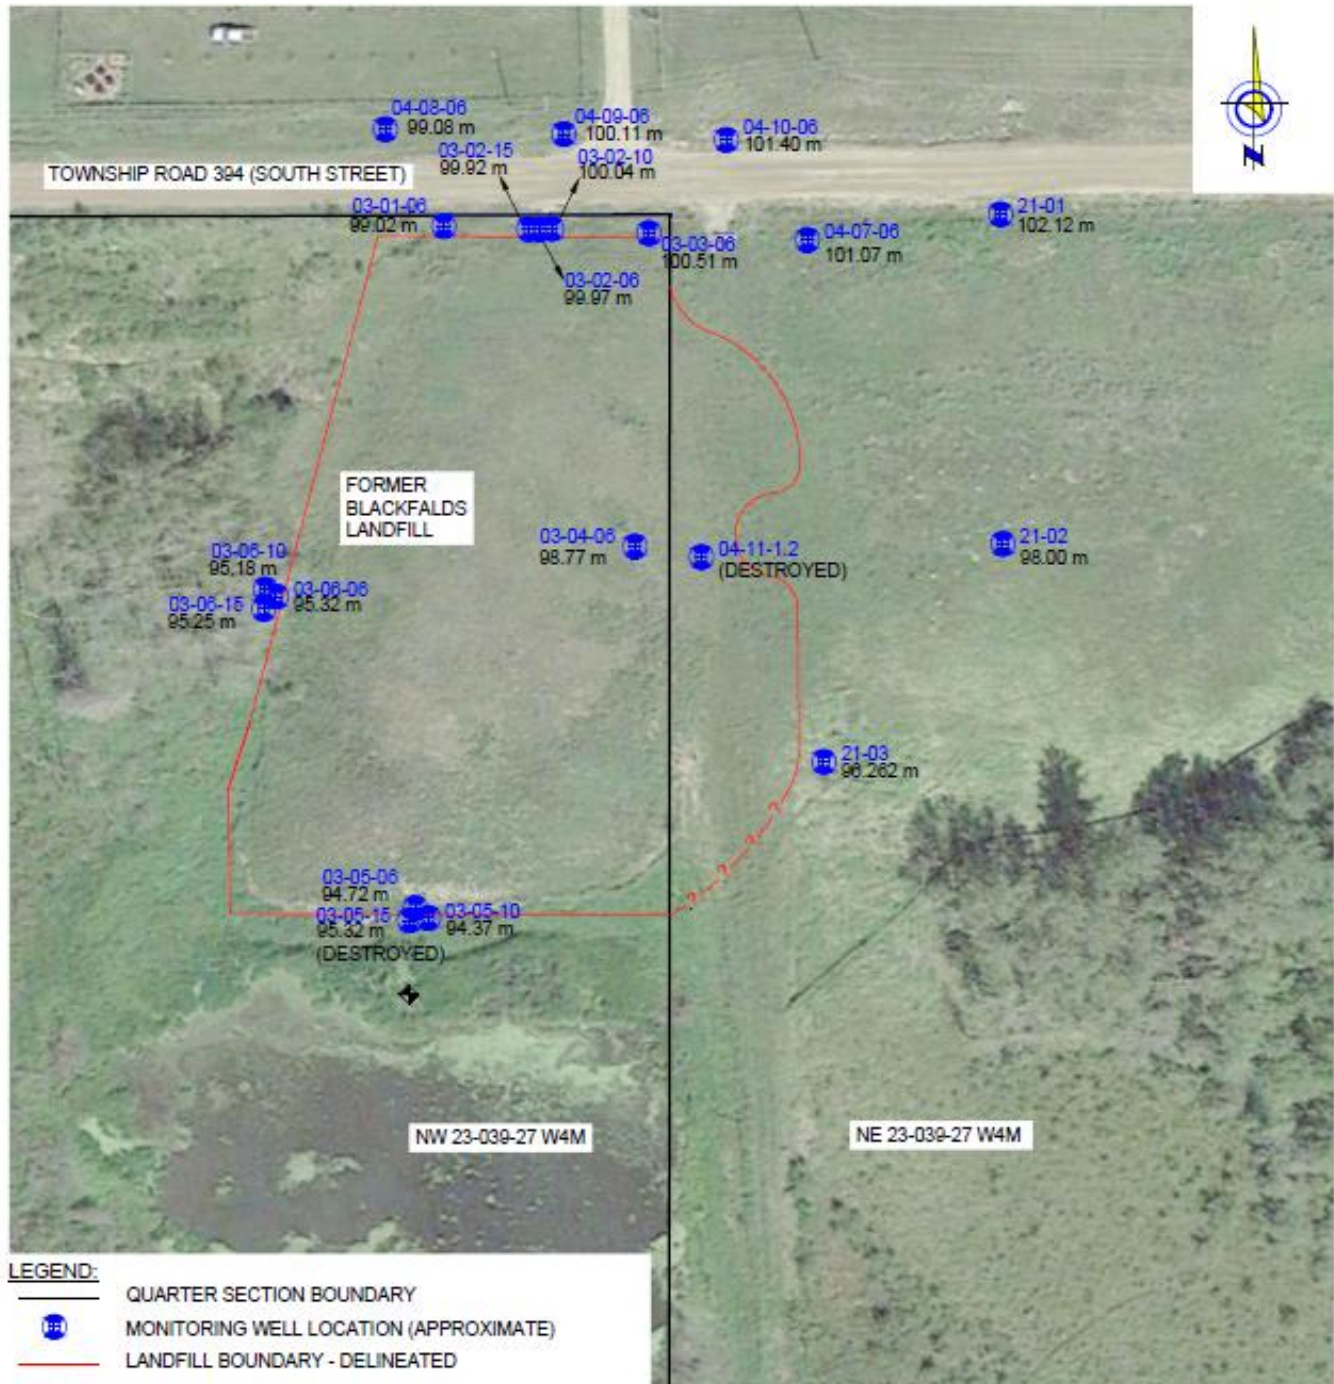 04-08-06
99.08 m
04-09-06
100.11 m
04-10-06
101.40 m
03-02-15
99.92 m
03-02-10
100.04 m
TOWNSHIP ROAD 394 (SOUTH STREET)
N
03-01-06
99.02 m
03-03-06
100.51 m
04-07-06
101.07 m
21-01
102.12 m
03-02-06
99.97 m
FORMER
BLACKFALDS
LANDFILL
03-04-06
98.77 m
04-11-1.2
(DESTROYED)
21-02
98.00 m
03-06-10
95.18 m
03-06-06
95.32 m
03-06-15
95.25 m
21-03
96.262 m
?
?
?
?
03-05-06
94.72 m
03-05-15
95.32 m
(DESTROYED)
03-05-10
94.37 m
NW 23-039-27 W4M
NE 23-039-27 W4M
LEGEND:
QUARTER SECTION BOUNDARY
MONITORING WELL LOCATION (APPROXIMATE)
LANDFILL BOUNDARY - DELINEATED